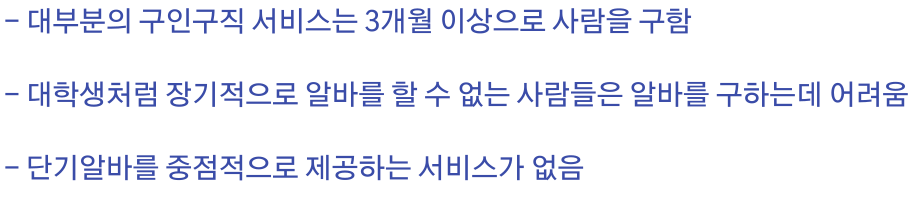 - 대부분의 구인구직 서비스는 3개월 이상으로 사람을 구함
- 대학생처럼 장기적으로 알바를 할 수 없는 사람들은 알바를 구하는데 어려움
- 단기알바를 중점적으로 제공하는 서비스가 없음